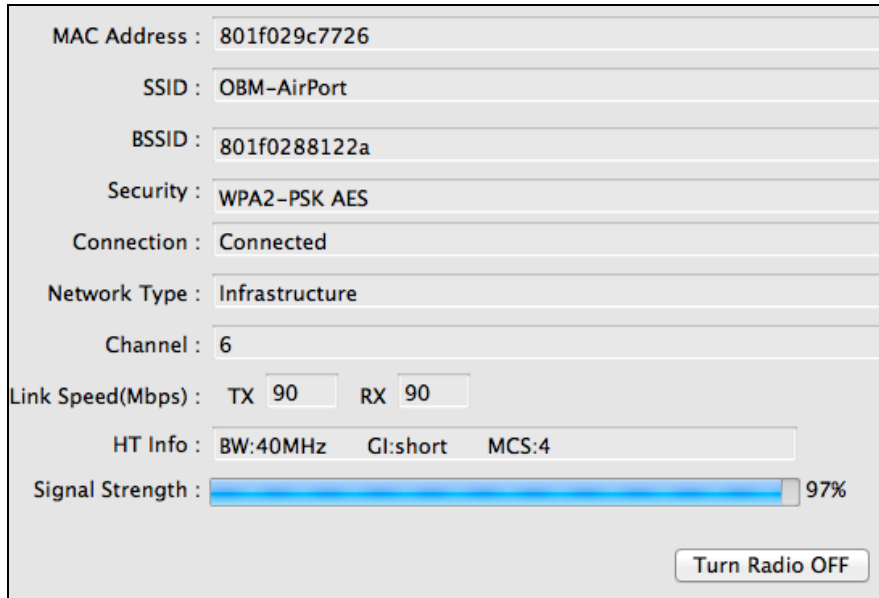 MAC Address : 801f029c7726
SSID : OBM-AirPort
BSSID : 801f0288122a
Security : WPA2-PSK AES
Connection : Connected
Network Type : Infrastructure
Channel : 6
Link Speed(Mbps) : TX 90 RX 90
HT Info : BW:40MHz GI:short MCS:4
Signal Strength : 97%
Turn Radio OFF